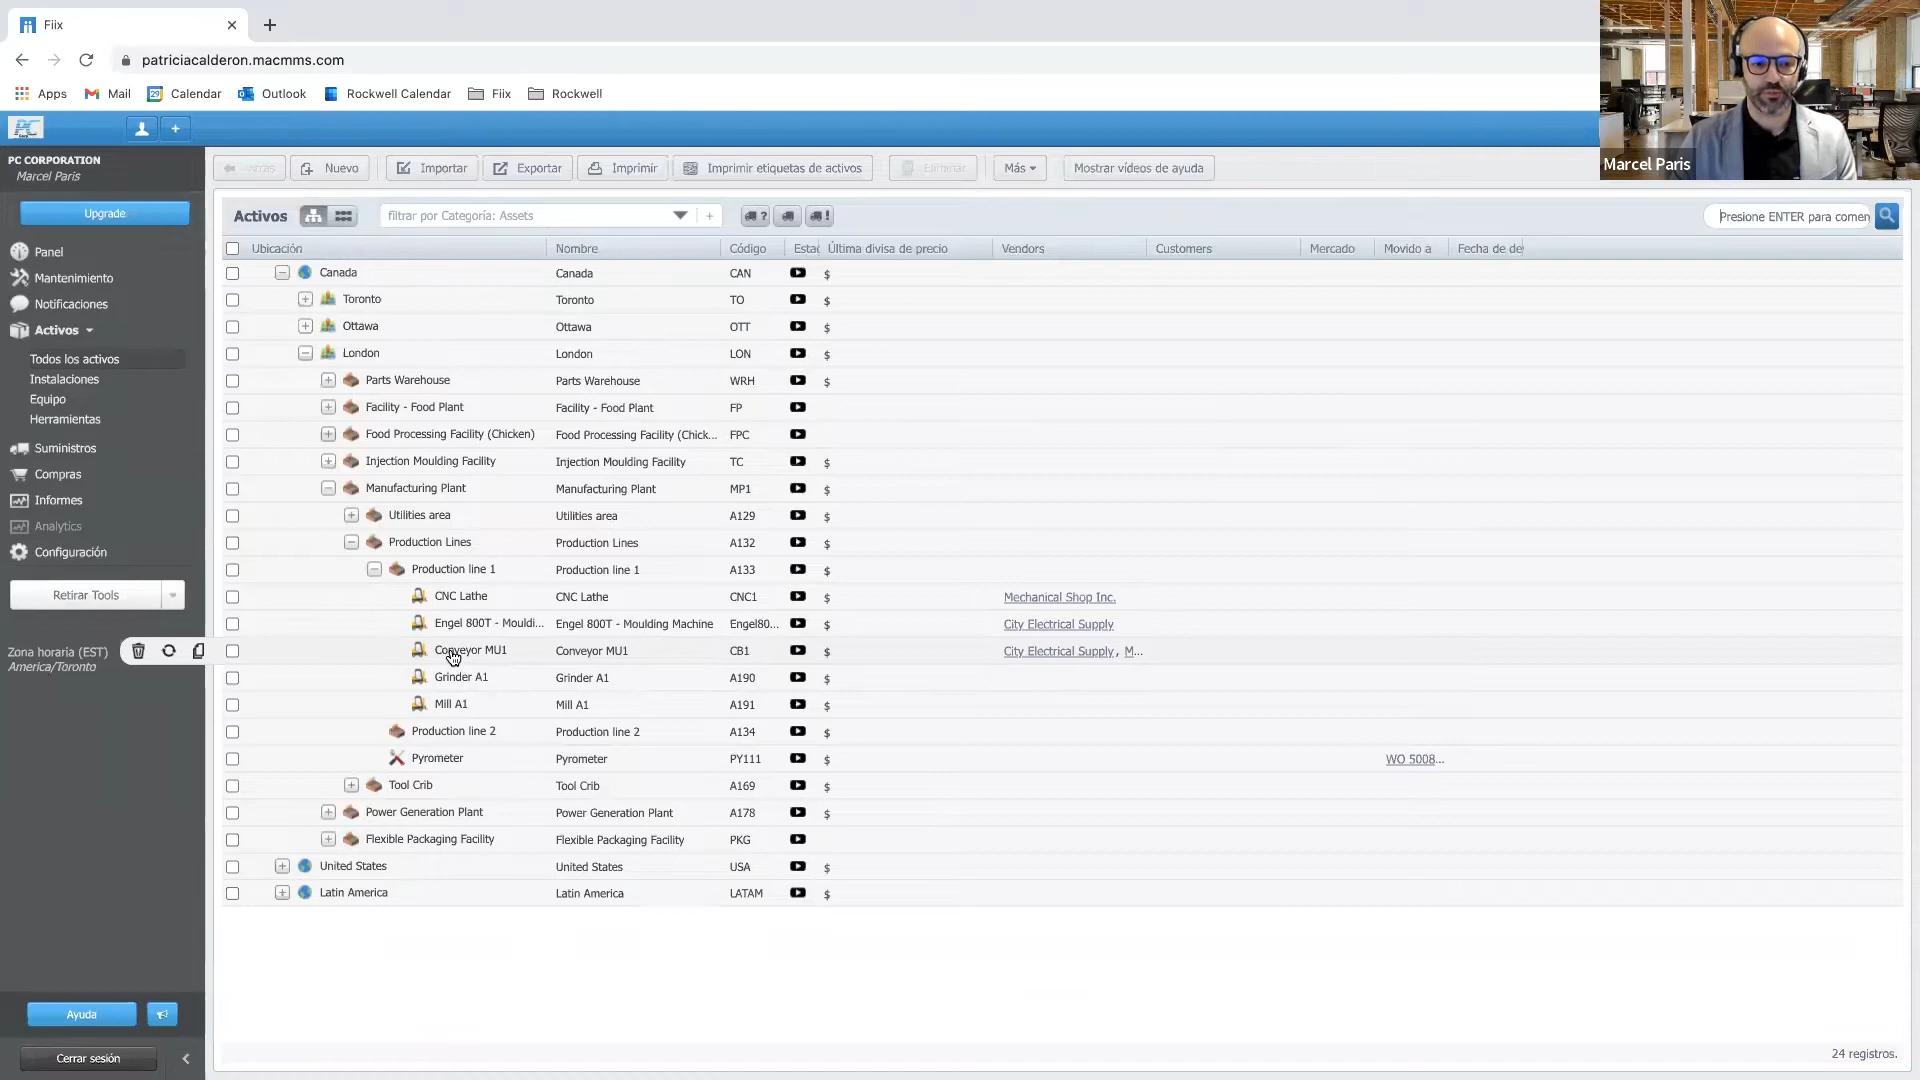 Fiix
patriciacalderon.macmms.com
Apps Mail Calendar Outlook Rockwell Calendar Fiix Rockwell
Marcel Paris
PC CORPORATION
Marcel Paris
Upgrade
Panel
Mantenimiento
Notificaciones
Activos
Todos los activo
Instalaciones
Equipo
Herramientas
Suministros
Compras
Informes
Analytics
Configuración
Retirar Tools
Zona horaria (EST)
America/Toronto
Ayuda
Cerrar sesión
Atrás Nuevo Importar Exportar Imprimir Imprimir etiquetas de activos Eliminar Más Mostrar vídeos de ayuda
Activos filtrar por Categoría: Assets Presione ENTER para comen
Ubicación Nombre Código Estac Última divisa de precio Vendors Customers Mercado Movido a Fecha de de
Canada Canada CAN $
Toronto Toronto TO $
Ottawa Ottawa OTT $
London London LON $
Parts Warehouse Parts Warehouse WRH $
Facility - Food Plant Facility - Food Plant FP
Food Processing Facility (Chicken) Food Processing Facility (Chick... FPC
Injection Moulding Facility Injection Moulding Facility TC $
Manufacturing Plant Manufacturing Plant MP1 $
Utilities area Utilities area A129 $
Production Lines Production Lines A132 $
Production line 1 Production line 1 A133 $
CNC Lathe CNC Lathe CNC1 $ Mechanical Shop Inc.
Engel 800T - Mouldi... Engel 800T - Moulding Machine Engel80... $ City Electrical Supply
Conveyor MU1 Conveyor MU1 CB1 $ City Electrical Supply, M...
Grinder A1 Grinder A1 A190 $
Mill A1 Mill A1 A191 $
Production line 2 Production line 2 A134 $
Pyrometer Pyrometer PY111 $ WO 5008...
Tool Crib Tool Crib A169 $
Power Generation Plant Power Generation Plant A178 $
Flexible Packaging Facility Flexible Packaging Facility PKG
United States United States USA $
Latin America Latin America LATAM $
24 registros.